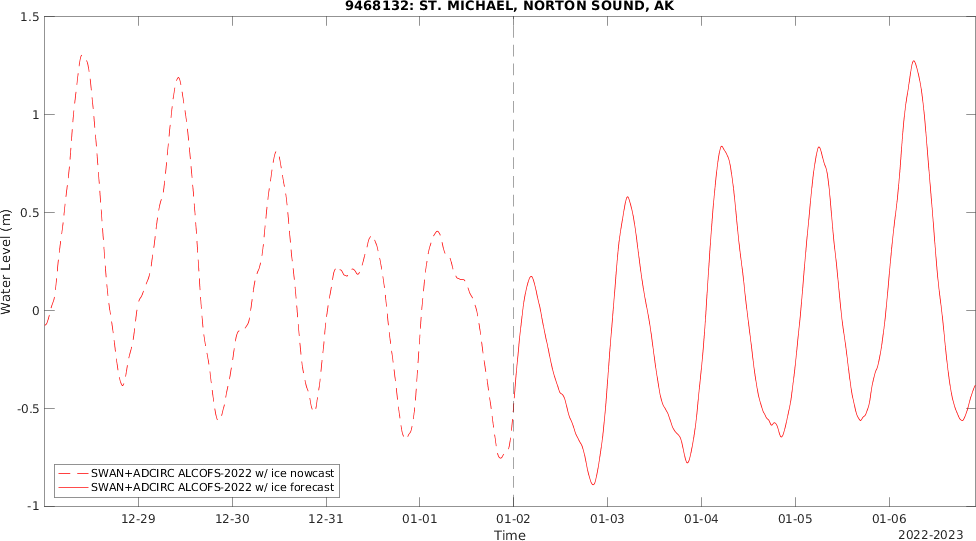 9468132: ST. MICHAEL, NORTON SOUND, AK
1.5
1
0.5
0
-0.5
-1
Water Level (m)
SWAN+ADCIRC ALCOFS-2022 w/ ice nowcast
SWAN+ADCIRC ALCOFS-2022 w/ ice forecast
12-29 12-30 12-31 01-01 01-02 01-03 01-04 01-05 01-06
Time
2022-2023